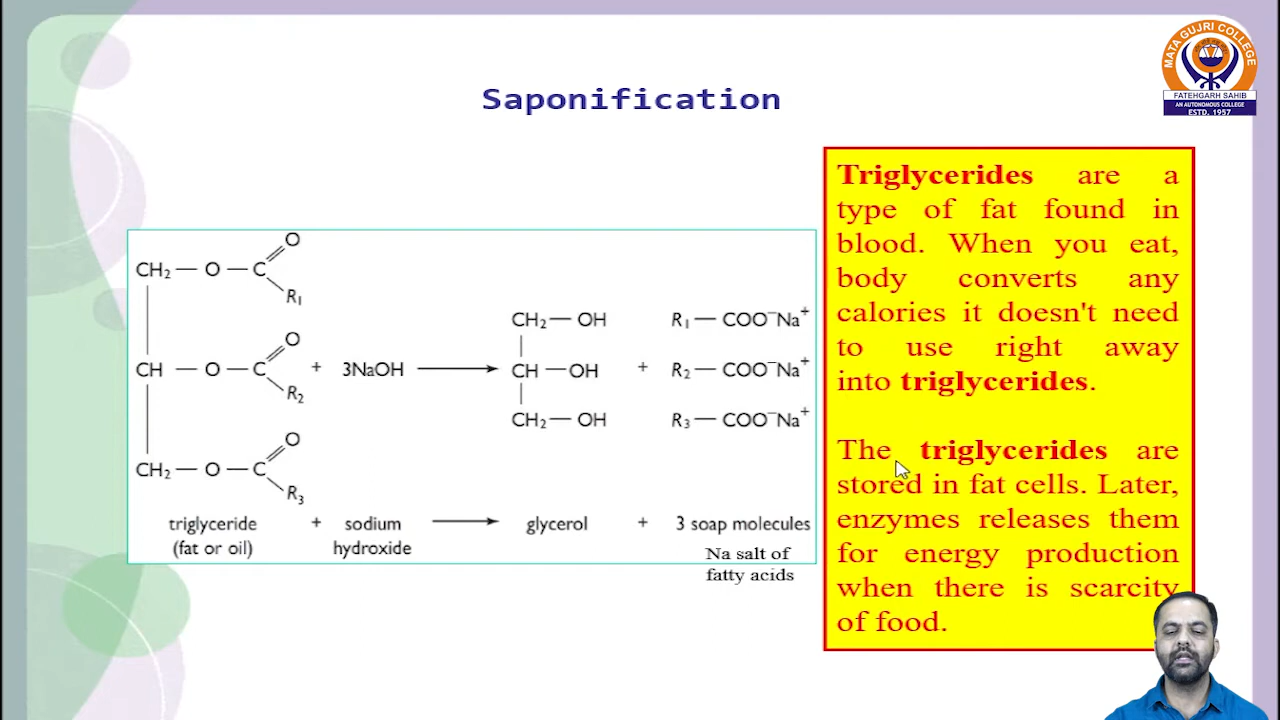 MATA GUJRI COLLEGE
FATEHGARH SAHIB
AN AUTONOMOUS COLLEGE
ESTD. 1957
Saponification
O
CH₂ — O — C
R₁
O
CH — O — C
R₂
O
CH₂ — O — C
R₃
+ 3NaOH
CH₂ — OH
CH — OH
CH₂ — OH
+
R₁ — COO⁻Na⁺
R₂ — COO⁻Na⁺
R₃ — COO⁻Na⁺
triglyceride + sodium glycerol + 3 soap molecules
(fat or oil) hydroxide
Na salt of
fatty acids
Triglycerides are a
type of fat found in
blood. When you eat,
body converts any
calories it doesn't need
to use right away
into triglycerides.
The triglycerides are
stored in fat cells. Later,
enzymes releases them
for energy production
when there is scarcity
of food.